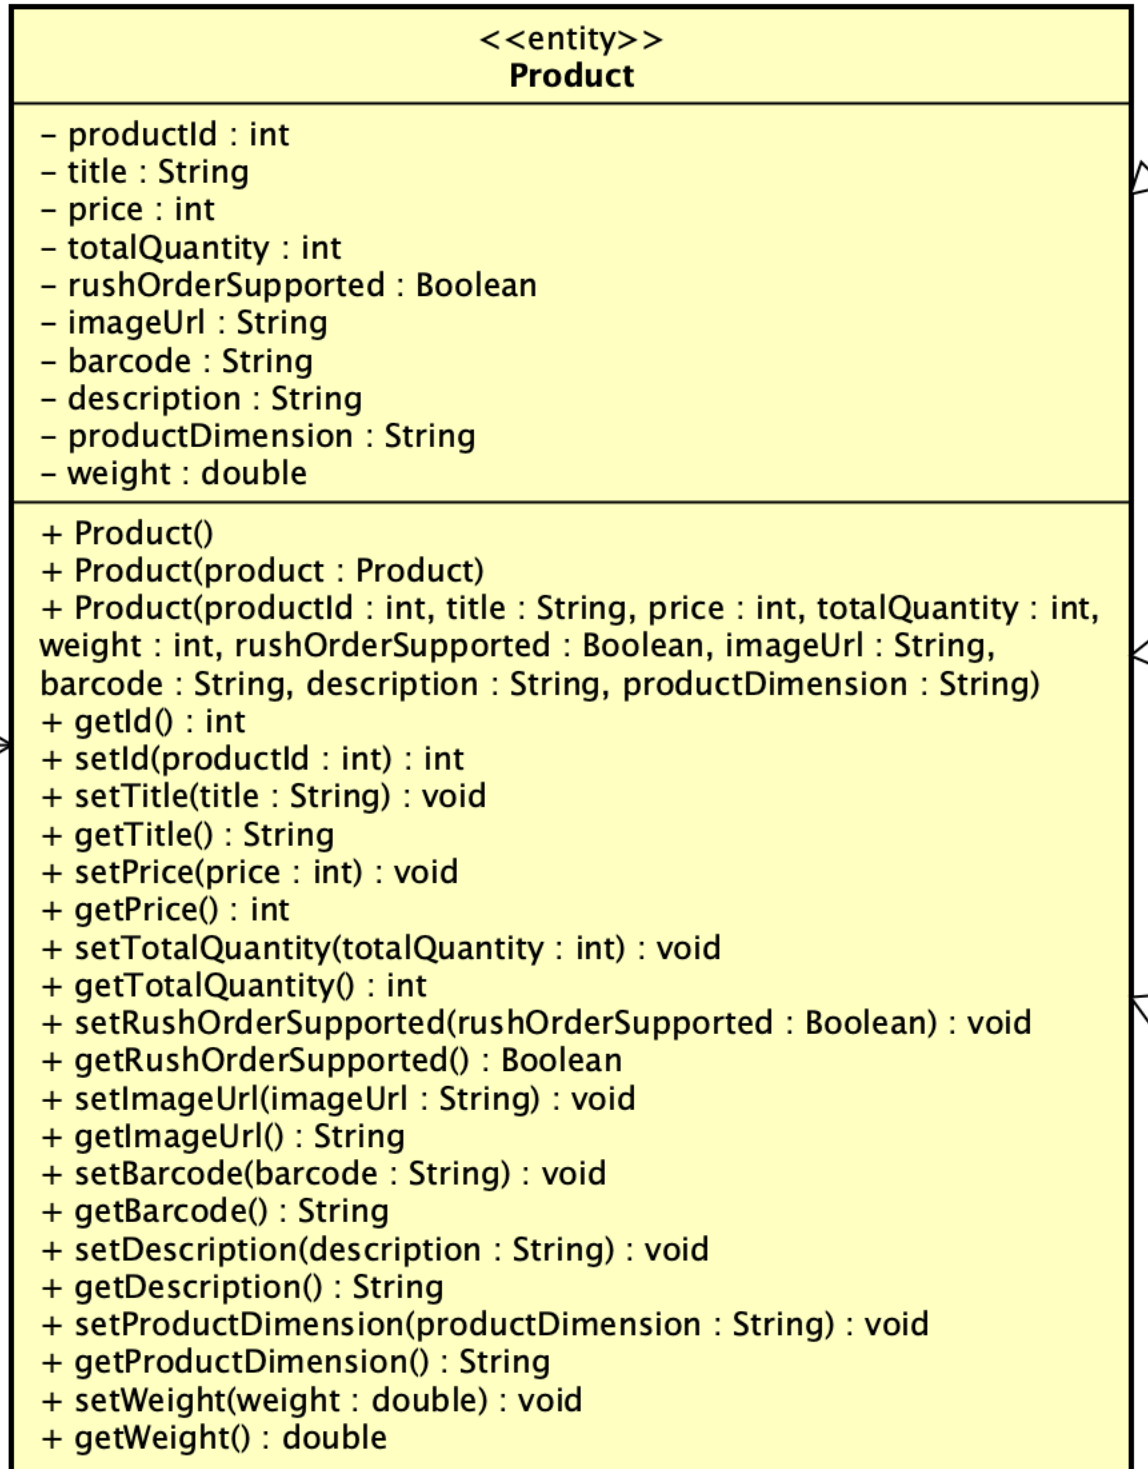 <<entity>>
Product
– productId : int
– title : String
– price : int
– totalQuantity : int
– rushOrderSupported : Boolean
– imageUrl : String
– barcode : String
– description : String
– productDimension : String
– weight : double
+ Product()
+ Product(product : Product)
+ Product(productId : int, title : String, price : int, totalQuantity : int,
weight : int, rushOrderSupported : Boolean, imageUrl : String,
barcode : String, description : String, productDimension : String)
+ getId() : int
+ setId(productId : int) : int
+ setTitle(title : String) : void
+ getTitle() : String
+ setPrice(price : int) : void
+ getPrice() : int
+ setTotalQuantity(totalQuantity : int) : void
+ getTotalQuantity() : int
+ setRushOrderSupported(rushOrderSupported : Boolean) : void
+ getRushOrderSupported() : Boolean
+ setImageUrl(imageUrl : String) : void
+ getImageUrl() : String
+ setBarcode(barcode : String) : void
+ getBarcode() : String
+ setDescription(description : String) : void
+ getDescription() : String
+ setProductDimension(productDimension : String) : void
+ getProductDimension() : String
+ setWeight(weight : double) : void
+ getWeight() : double